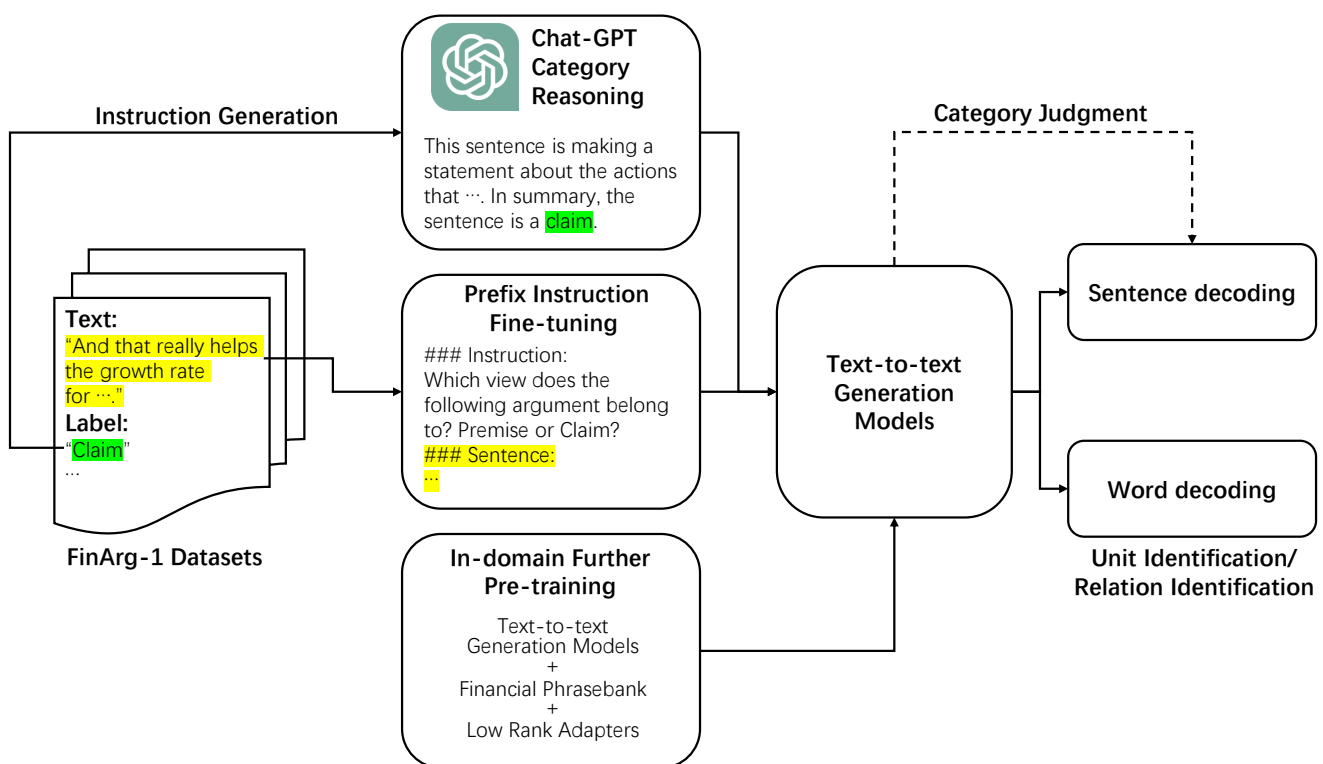 Chat-GPT
Category
Reasoning
This sentence is making a
statement about the actions
that ···. In summary, the
sentence is a claim.
Instruction Generation
Category Judgment
Text:
“And that really helps
the growth rate
for ···.”
Label:
“Claim”
···
FinArg-1 Datasets
Prefix Instruction
Fine-tuning
### Instruction:
Which view does the
following argument belong
to? Premise or Claim?
### Sentence:
···
In-domain Further
Pre-training
Text-to-text
Generation Models
+
Financial Phrasebank
+
Low Rank Adapters
Text-to-text
Generation
Models
Sentence decoding
Word decoding
Unit Identification/
Relation Identification